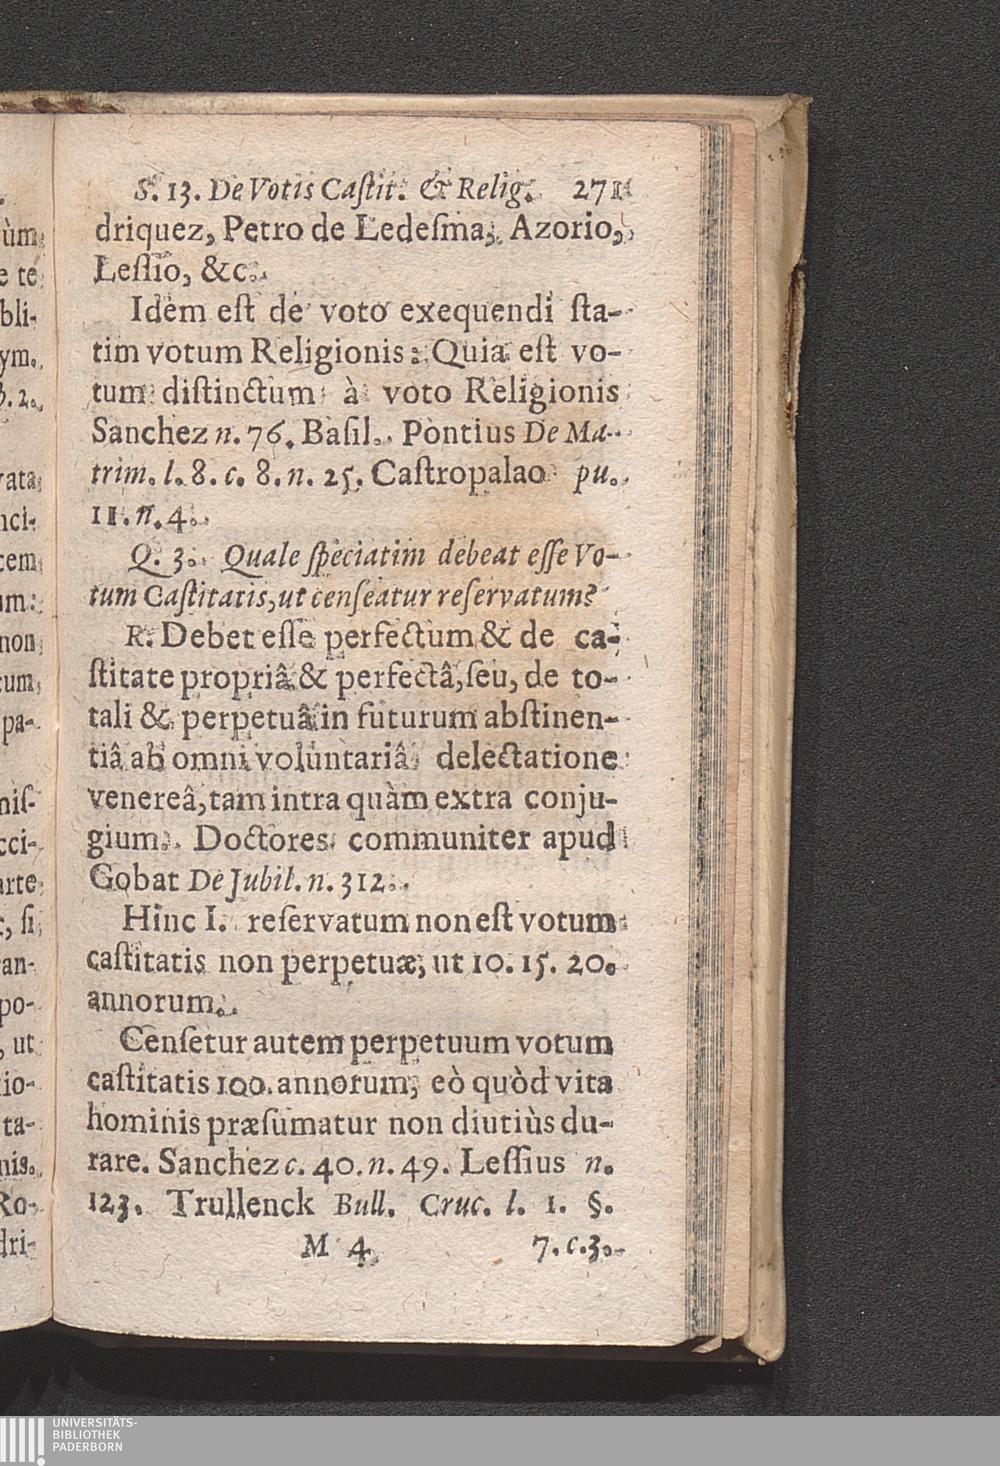 S. 13. De Votis Caſtit. & Relig. 271
driquez, Petro de Ledeſma, Azorio,
Leſſio, &c.
Idem eſt de voto exequendi ſta-
tim votum Religionis: Quia eſt vo-
tum diſtinctum à voto Religionis
Sanchez n. 76. Baſil. Pontius De Ma-
trim. l. 8. c. 8. n. 25. Caſtropalao pu.
11. n. 4.
Q. 3. Quale ſpeciatim debeat eſſe Vo-
tum Caſtitatis, ut cenſeatur reſervatum?
R. Debet eſſe perfectum & de ca-
ſtitate propriâ & perfectâ, ſeu, de to-
tali & perpetuâ in futurum abſtinen-
tiâ ab omni voluntariâ delectatione
venereâ, tam intra quàm extra conju-
gium. Doctores communiter apud
Gobat De Jubil. n. 312.
Hinc I. reſervatum non eſt votum
caſtitatis non perpetuæ, ut 10. 15. 20.
annorum.
Cenſetur autem perpetuum votum
caſtitatis 100. annorum, eò quòd vita
hominis præſumatur non diutiùs du-
rare. Sanchez c. 40. n. 49. Leſſius n.
123. Trullenck Bull. Cruc. l. 1. §.
M 4 7. c. 3.
UNIVERSITÄTS-
BIBLIOTHEK
PADERBORN